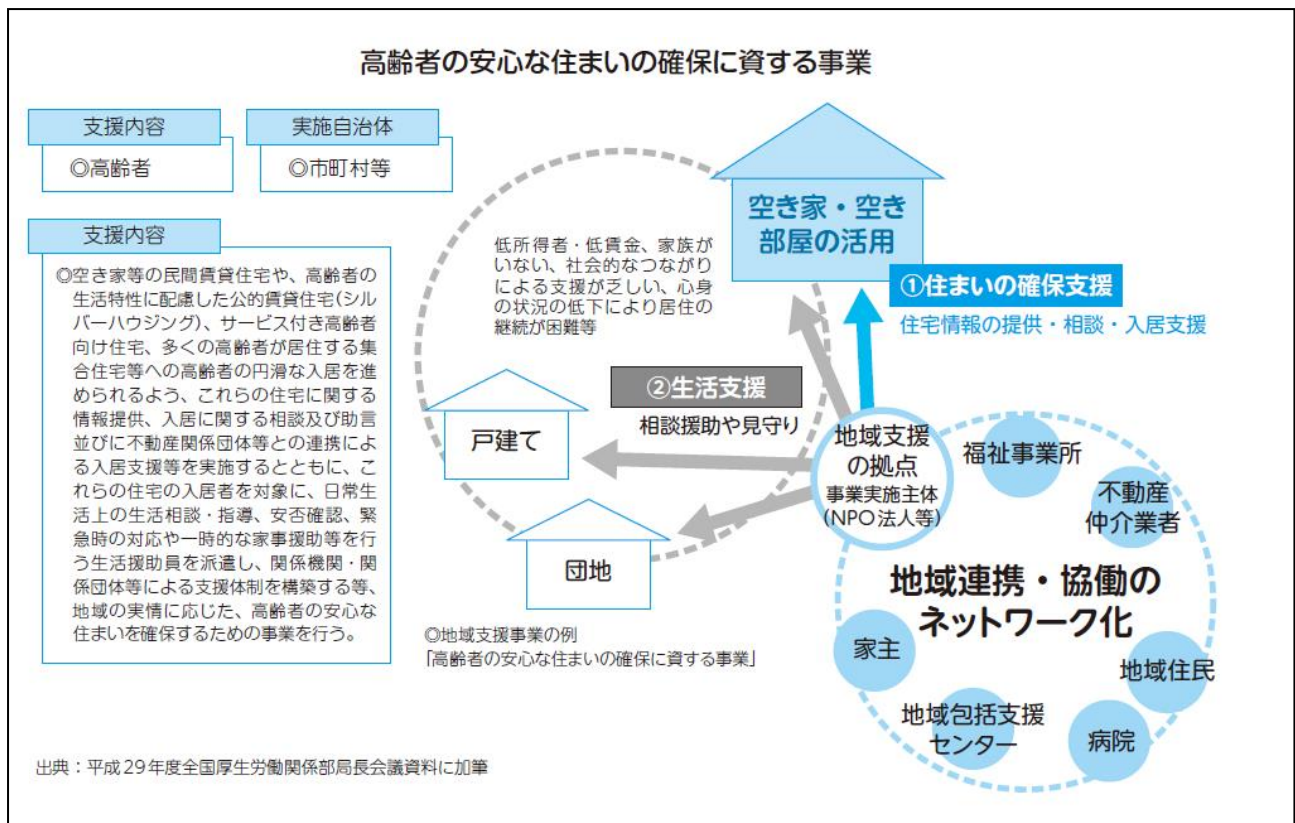 高齢者の安心な住まいの確保に資する事業
支援内容
◎高齢者
実施自治体
◎市町村等
支援内容
◎空き家等の民間賃貸住宅や、高齢者の
生活特性に配慮した公的賃貸住宅(シル
バーハウジング)、サービス付き高齢者
向け住宅、多くの高齢者が居住する集
合住宅等への高齢者の円滑な入居を進
められるよう、これらの住宅に関する
情報提供、入居に関する相談及び助言
並びに不動産関係団体等との連携によ
る入居支援等を実施するとともに、こ
れらの住宅の入居者を対象に、日常生
活上の生活相談・指導、安否確認、緊
急時の対応や一時的な家事援助等を行
う生活援助員を派遣し、関係機関・関
係団体等による支援体制を構築する等、
地域の実情に応じた、高齢者の安心な
住まいを確保するための事業を行う。
空き家・空き
部屋の活用
低所得者・低賃金、家族が
いない、社会的なつながり
による支援が乏しい、心身
の状況の低下により居住の
継続が困難等
①住まいの確保支援
住宅情報の提供・相談・入居支援
②生活支援
相談援助や見守り
戸建て
団地
地域支援
の拠点
事業実施主体
(NPO法人等)
福祉事業所
不動産
仲介業者
地域連携・協働の
ネットワーク化
家主
地域住民
地域包括支援
センター
病院
◎地域支援事業の例
「高齢者の安心な住まいの確保に資する事業」
出典：平成29年度全国厚生労働関係部局長会議資料に加筆